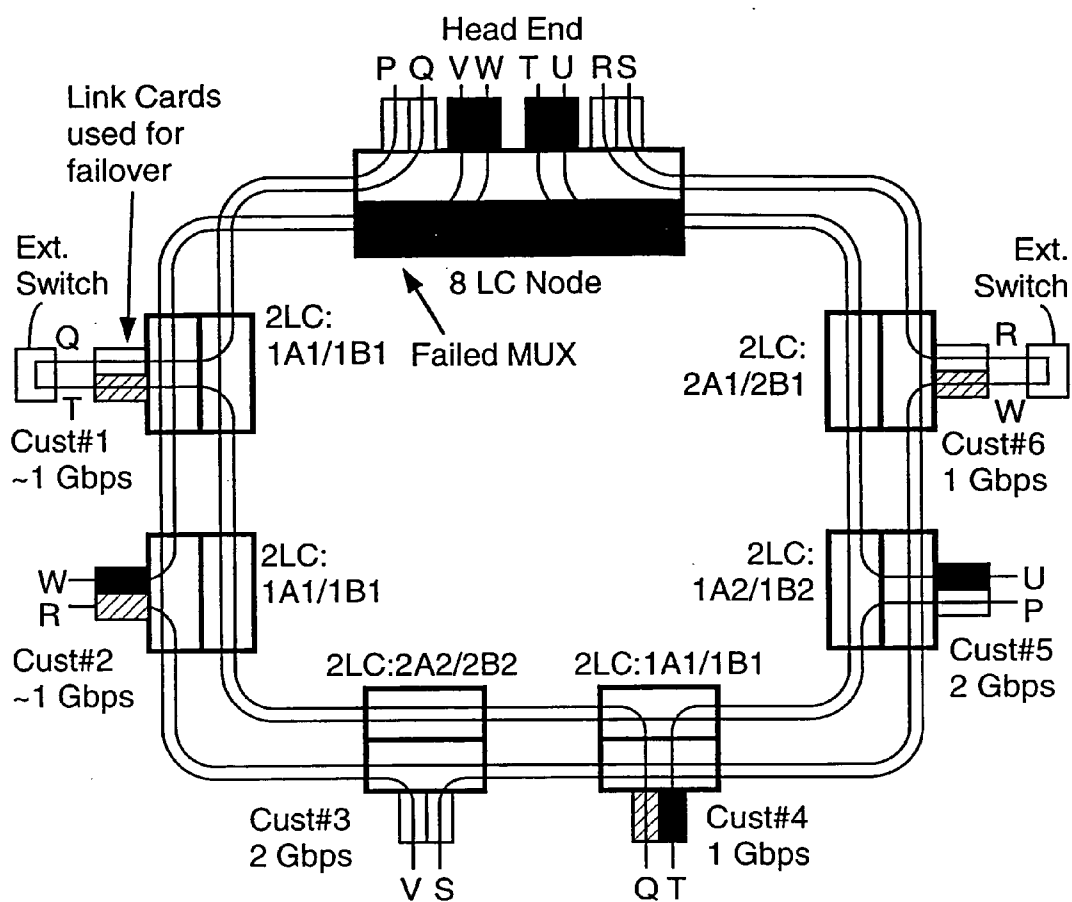 Head End
P Q V W T U R S
Link Cards
used for
failover
Ext.
Switch
8 LC Node
Failed MUX
Ext.
Switch
Q
2LC:
1A1/1B1
T
Cust#1
~1 Gbps
2LC:
2A1/2B1
R
W
Cust#6
1 Gbps
W
R
2LC:
1A1/1B1
Cust#2
~1 Gbps
2LC:
1A2/1B2
U
P
Cust#5
2 Gbps
2LC:2A2/2B2
2LC:1A1/1B1
Cust#3
2 Gbps
V S
Cust#4
1 Gbps
Q T